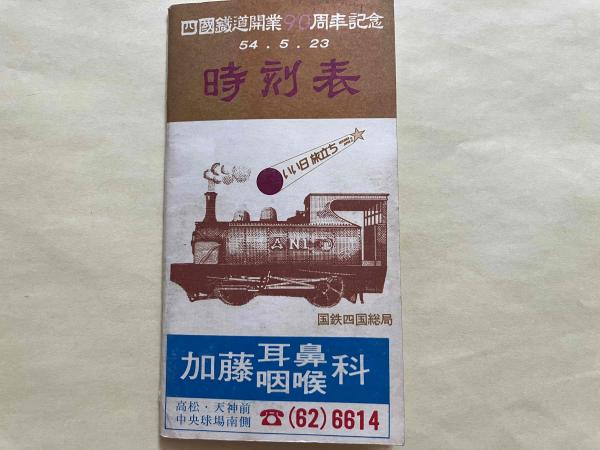 四國鐵道開業90周年記念
54.5.23
時刻表
いい日旅立ち
国鉄四国総局
加藤耳鼻咽喉科
高松・天神前
中央球場南側
☎(62)6614